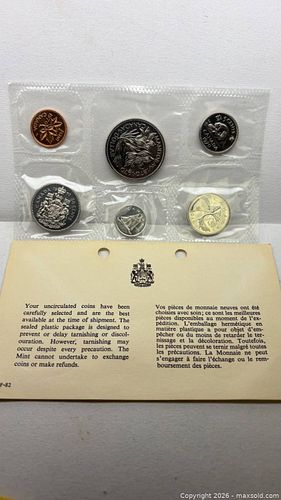 Your uncirculated coins have been
carefully selected and are the best
available at the time of shipment. The
sealed plastic package is designed to
prevent or delay tarnishing or discol-
ouration. However, tarnishing may
occur despite every precaution. The
Mint cannot undertake to exchange
coins or make refunds.
Vos pièces de monnaie neuves ont été
choisies avec soin; ce sont les meilleures
pièces disponibles au moment de l'ex-
pédition. L'emballage hermétique en
matière plastique a pour objet d'em-
pêcher ou du moins de retarder le ter-
nissage et la décoloration. Toutefois,
les pièces peuvent se ternir malgré toutes
les précautions. La Monnaie ne peut
s'engager à faire l'échange ou le rem-
boursement des pièces.
P-82
Copyright 2026 - maxsold.com